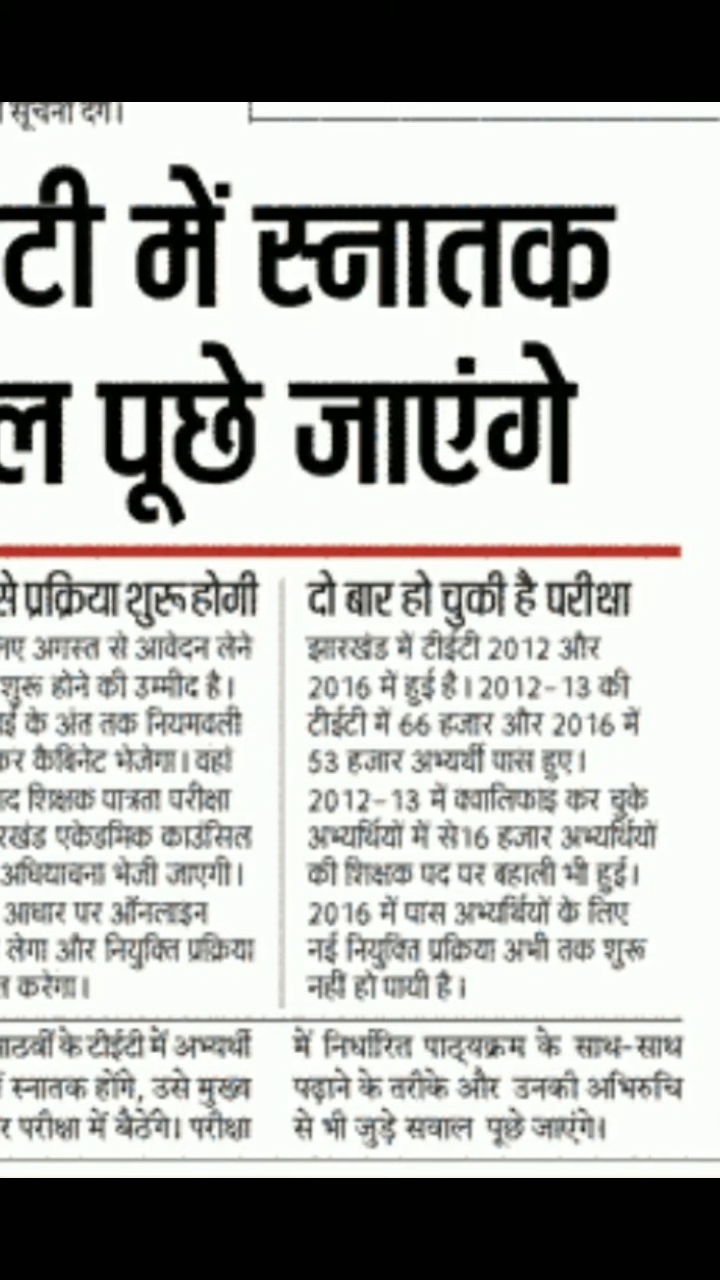 सूचना देंगे।
टी में स्नातक
ल पूछे जाएंगे
से प्रक्रिया शुरू होगी
लिए अगस्त से आवेदन लेने
शुरू होने की उम्मीद है।
ई के अंत तक नियमवली
कर कैबिनेट भेजेगा। वहां
द शिक्षक पात्रता परीक्षा
रखंड एकेडमिक काउंसिल
अधियाचना भेजी जाएगी।
आधार पर ऑनलाइन
लेगा और नियुक्ति प्रक्रिया
करेगा।
दो बार हो चुकी है परीक्षा
झारखंड में टीईटी 2012 और
2016 में हुई है। 2012-13 की
टीईटी में 66 हजार और 2016 में
53 हजार अभ्यर्थी पास हुए।
2012-13 में क्वालिफाइ कर चुके
अभ्यर्थियों में से16 हजार अभ्यर्थियों
की शिक्षक पद पर बहाली भी हुई।
2016 में पास अभ्यर्थियों के लिए
नई नियुक्ति प्रक्रिया अभी तक शुरू
नहीं हो पायी है।
ाठवीं के टीईटी में अभ्यर्थी
स्नातक होंगे, उसे मुख्य
र परीक्षा में बैठेंगे। परीक्षा
में निर्धारित पाठ्यक्रम के साथ-साथ
पढ़ाने के तरीके और उनकी अभिरुचि
से भी जुड़े सवाल पूछे जाएंगे।